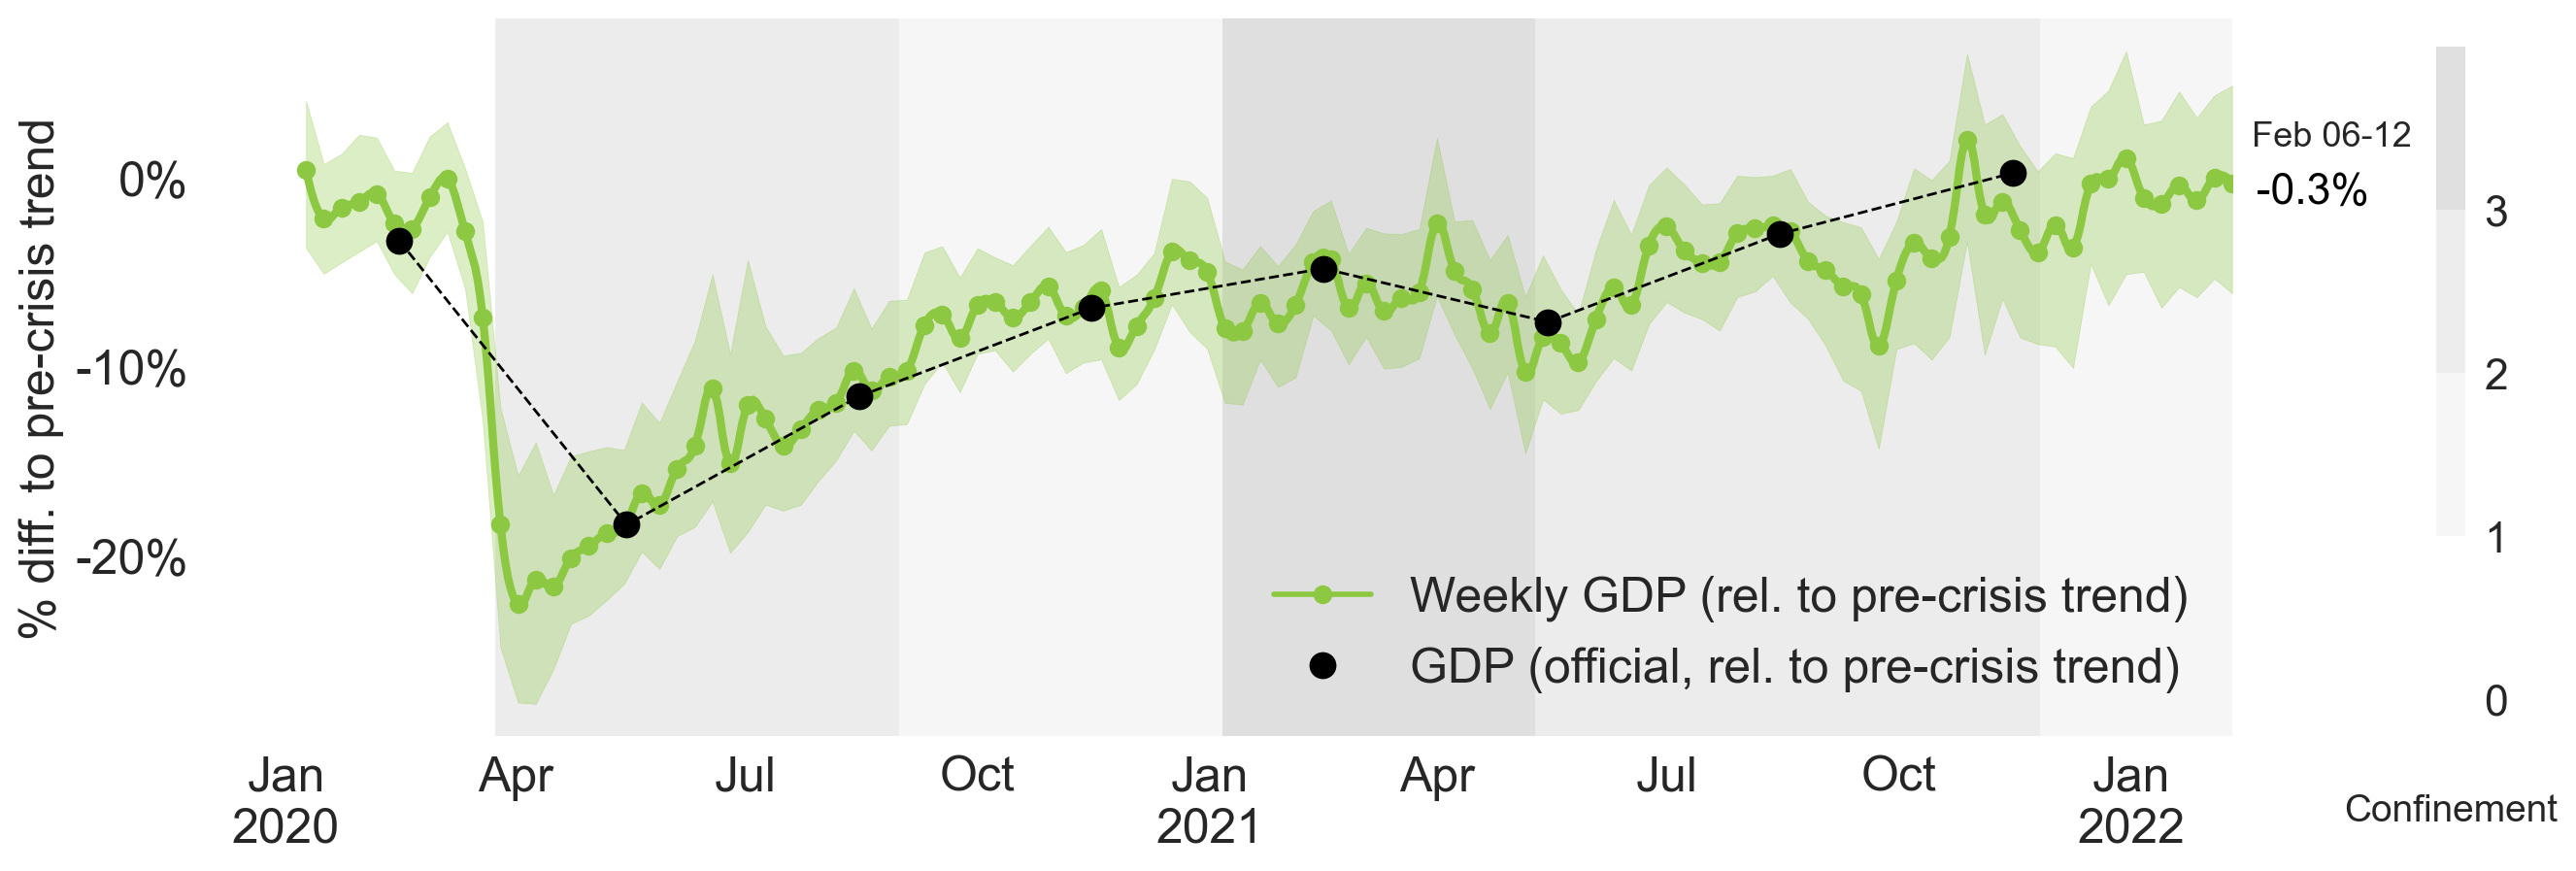 % diff. to pre-crisis trend
0%
-10%
-20%
Feb 06-12
-0.3%
3
2
1
0
Confinement
Weekly GDP (rel. to pre-crisis trend)
GDP (official, rel. to pre-crisis trend)
Jan Apr Jul Oct Jan Apr Jul Oct Jan
2020 2021 2022